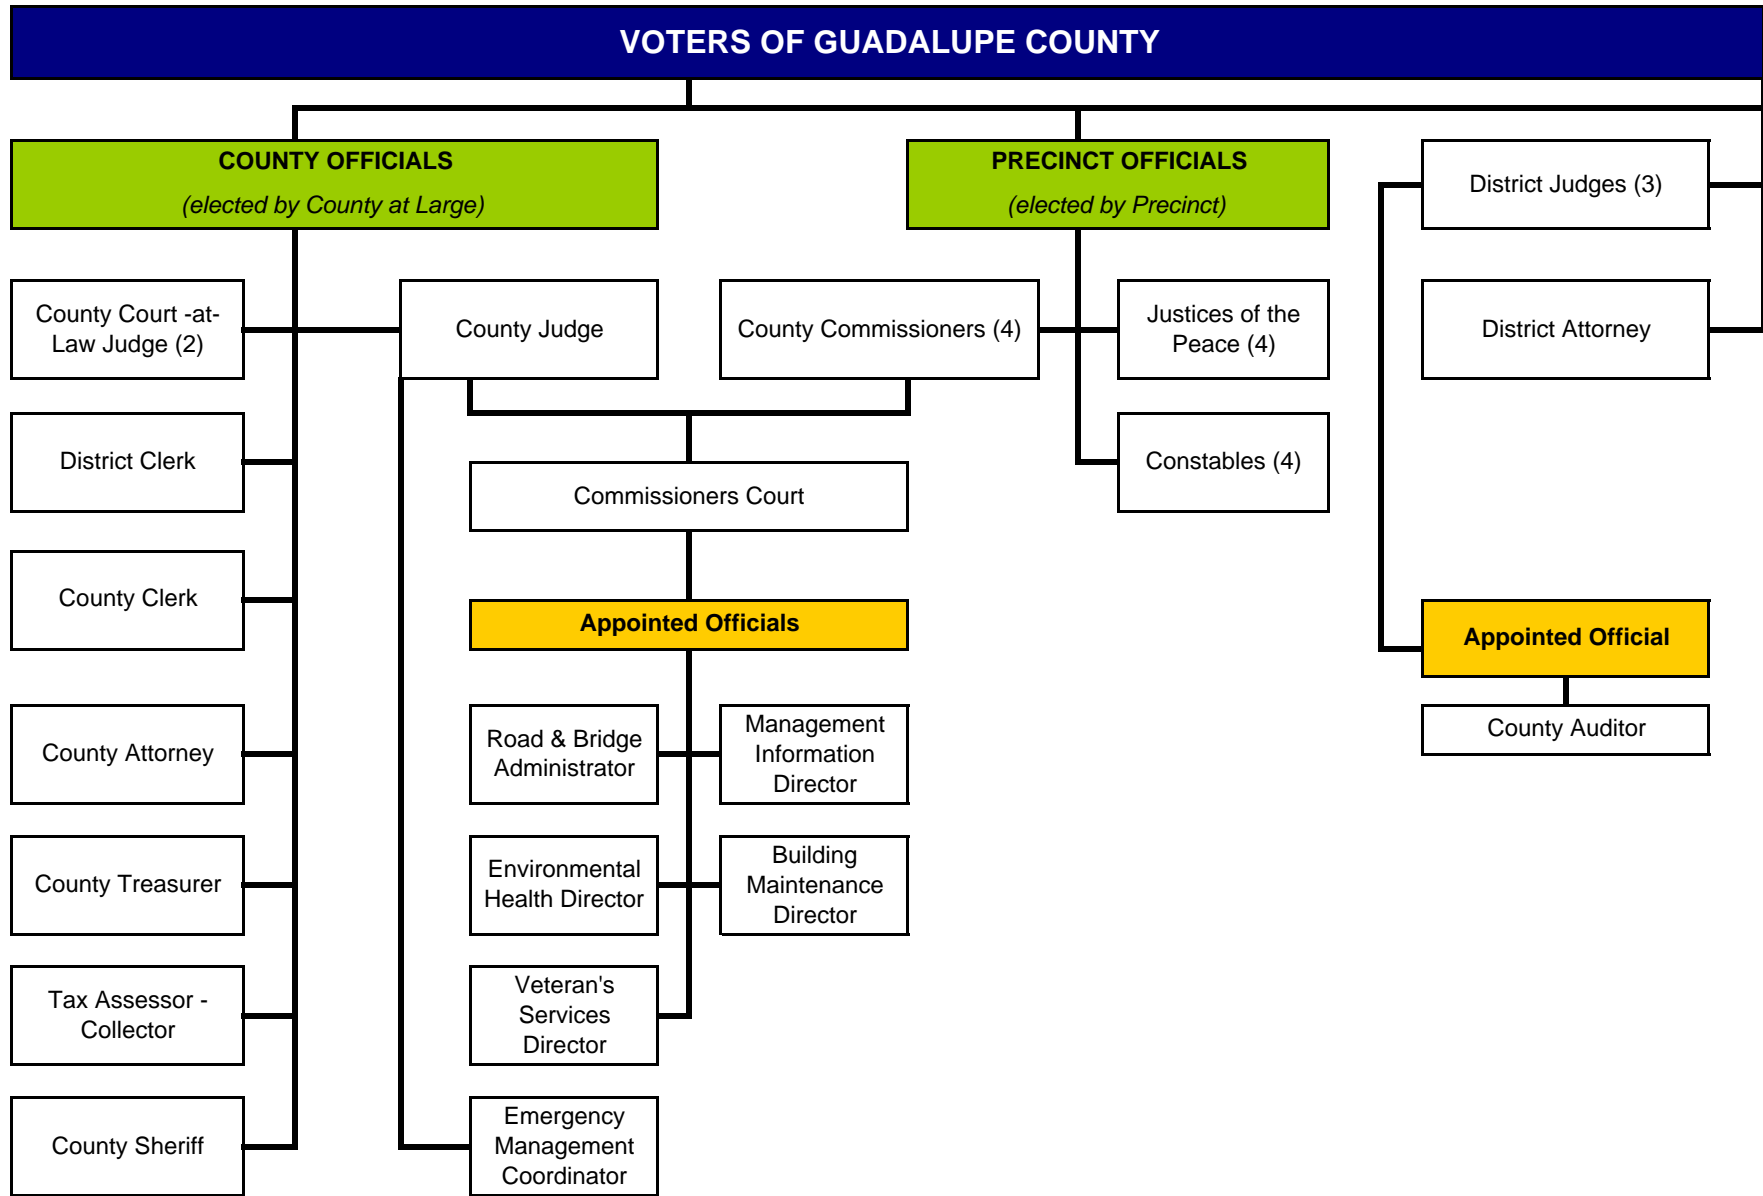 VOTERS OF GUADALUPE COUNTY
COUNTY OFFICIALS
(elected by County at Large)
PRECINCT OFFICIALS
(elected by Precinct)
District Judges (3)
County Court -at-
Law Judge (2)
County Judge
County Commissioners (4)
Justices of the
Peace (4)
District Attorney
District Clerk
Commissioners Court
Constables (4)
County Clerk
Appointed Officials
Appointed Official
County Attorney
Road & Bridge
Administrator
Management
Information
Director
County Auditor
County Treasurer
Environmental
Health Director
Building
Maintenance
Director
Tax Assessor -
Collector
Veteran's
Services
Director
County Sheriff
Emergency
Management
Coordinator